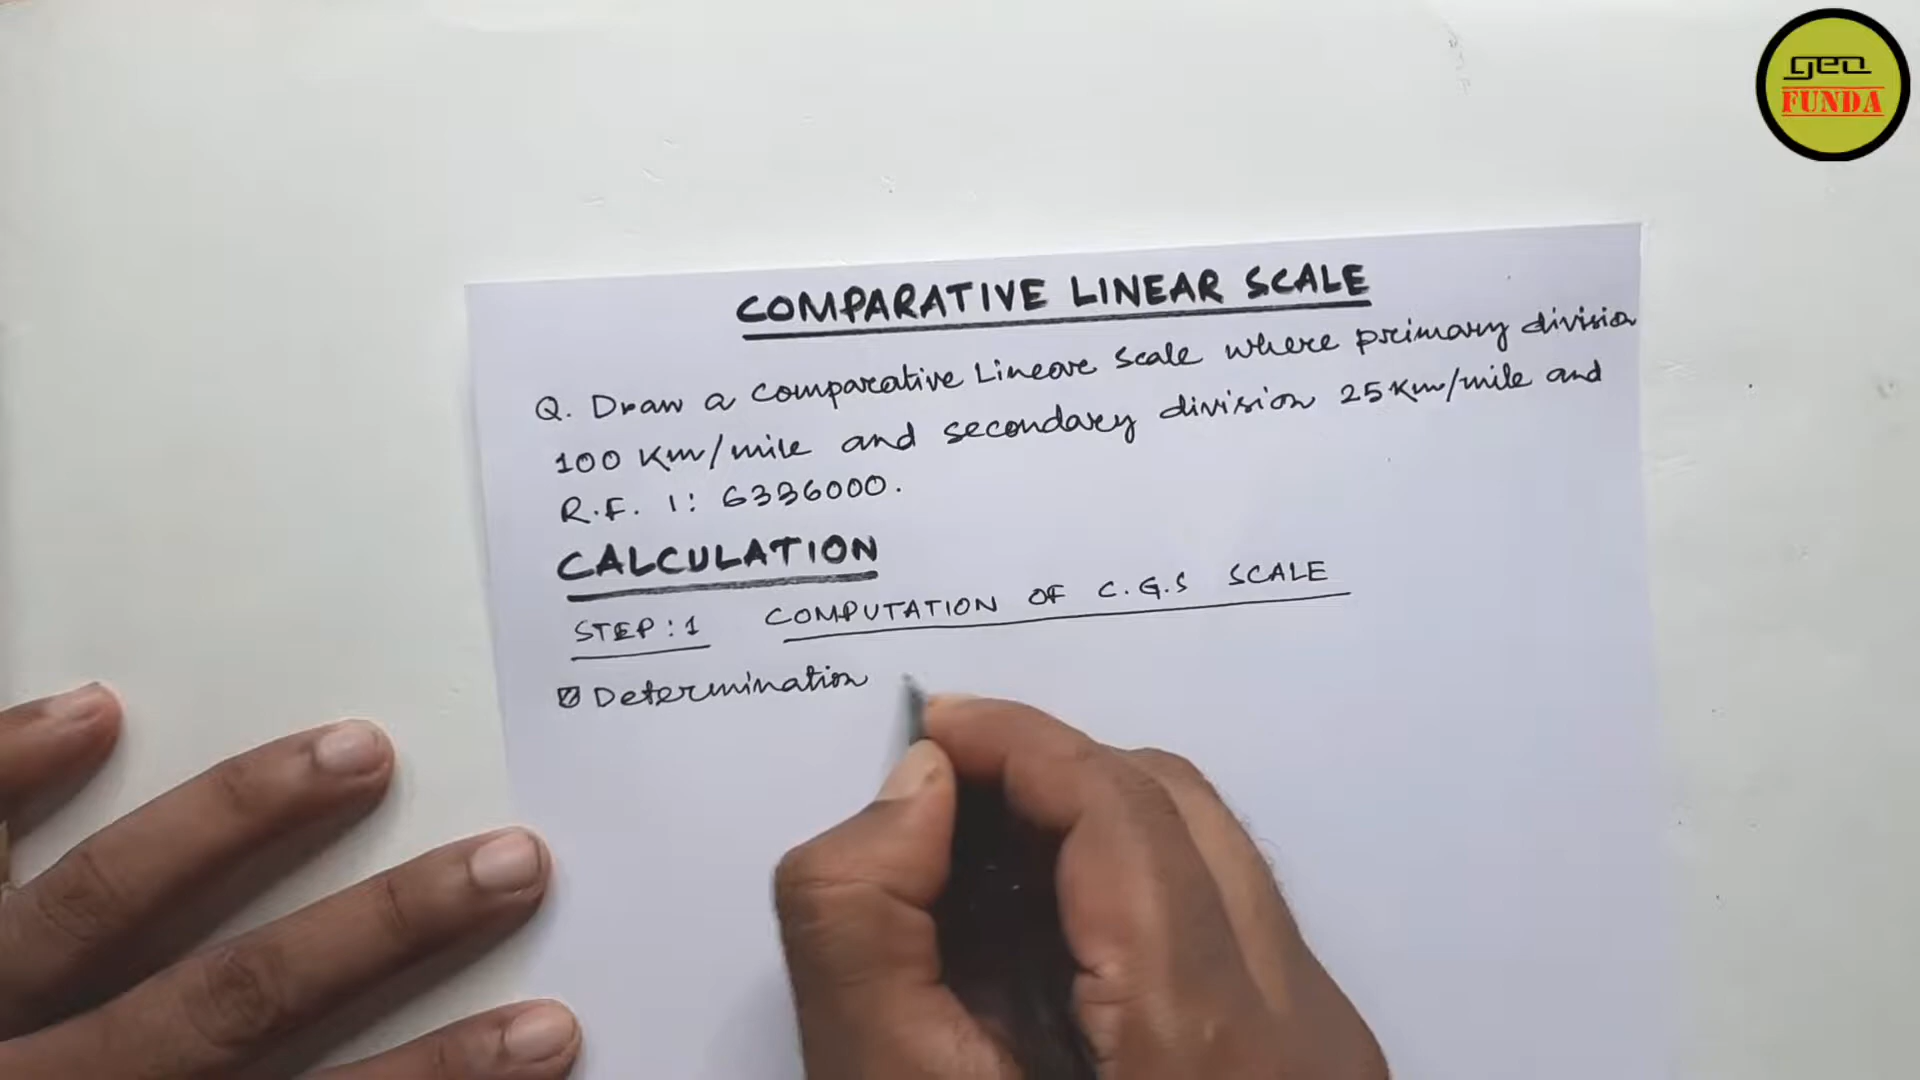 geo
FUNDA
COMPARATIVE LINEAR SCALE
Q. Draw a comparative Linear scale where primary division
100 Km/mile and secondary division 25 Km/mile and
R.F. 1: 6336000.
CALCULATION
STEP: 1 COMPUTATION OF C.G.S SCALE
Determination